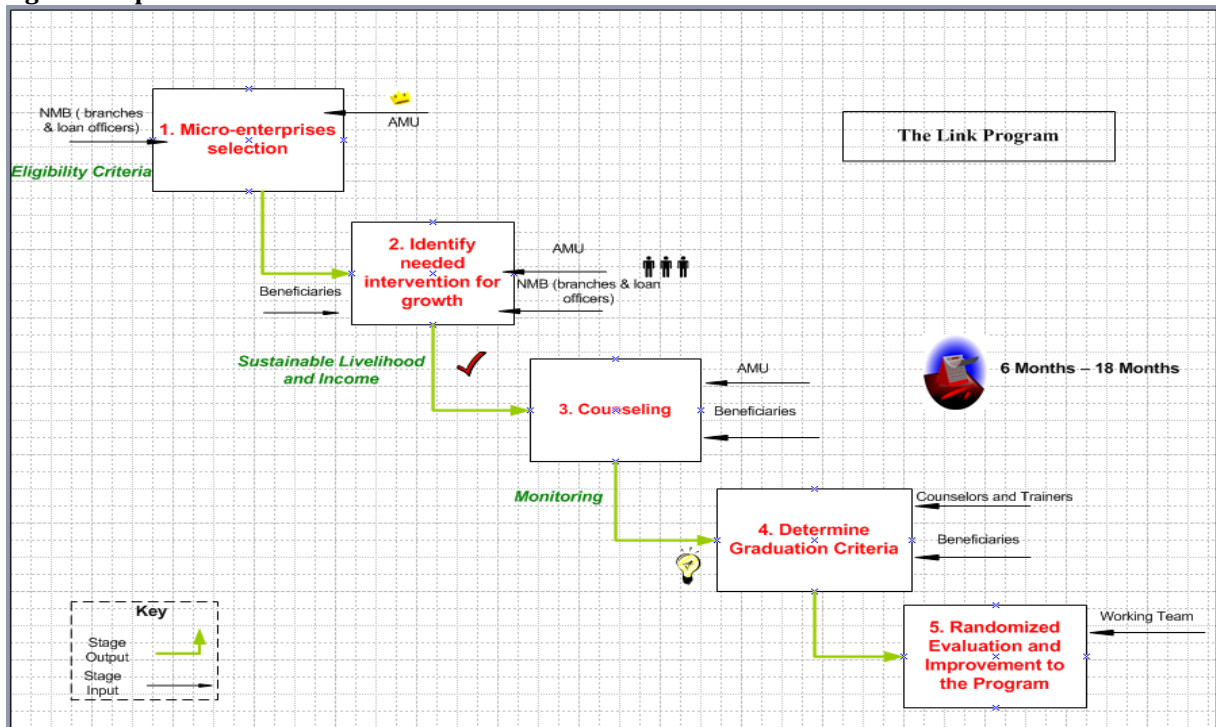 NMB ( branches
& loan officers)
AMU
1. Micro-enterprises
selection
The Link Program
Eligibility Criteria
2. Identify
needed
intervention for
growth
AMU
NMB (branches & loan
officers)
Beneficiaries
Sustainable Livelihood
and Income
AMU
6 Months – 18 Months
3. Counseling
Beneficiaries
Monitoring
Counselors and Trainers
4. Determine
Graduation Criteria
Beneficiaries
Key
Stage
Output
Stage
Input
Working Team
5. Randomized
Evaluation and
Improvement to
the Program